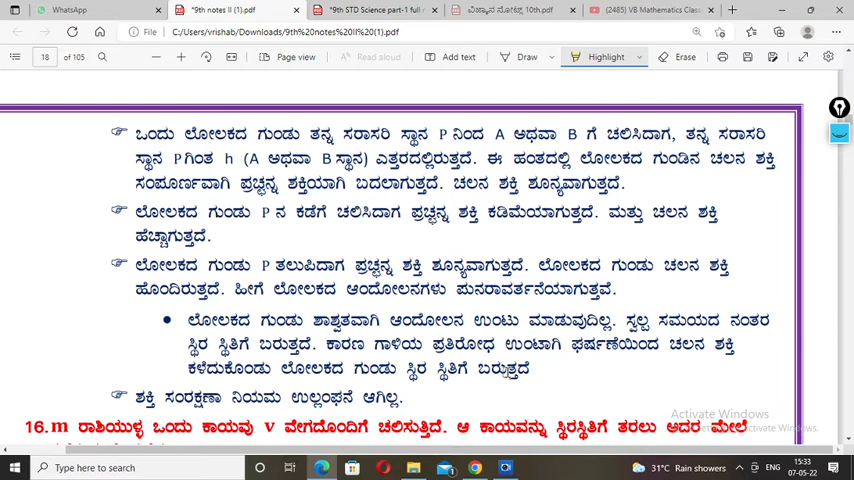 WhatsApp
*9th notes II (1).pdf
*9th STD Science part-1 full n
ವಿಜ್ಞಾನ ನೋಟ್ಸ್ 10th.pdf
(2485) VB Mathematics Class
File C:/Users/vrishab/Downloads/9th%20notes%20II%20(1).pdf
18 of 105 Page view Read aloud Add text Draw Highlight Erase
ಒಂದು ಲೋಲಕದ ಗುಂಡು ತನ್ನ ಸರಾಸರಿ ಸ್ಥಾನ P ನಿಂದ A ಅಥವಾ B ಗೆ ಚಲಿಸಿದಾಗ, ತನ್ನ ಸರಾಸರಿ
ಸ್ಥಾನ Pಗಿಂತ h (A ಅಥವಾ B ಸ್ಥಾನ) ಎತ್ತರದಲ್ಲಿರುತ್ತದೆ. ಈ ಹಂತದಲ್ಲಿ ಲೋಲಕದ ಗುಂಡಿನ ಚಲನ ಶಕ್ತಿ
ಸಂಪೂರ್ಣವಾಗಿ ಪ್ರಚ್ಛನ್ನ ಶಕ್ತಿಯಾಗಿ ಬದಲಾಗುತ್ತದೆ. ಚಲನ ಶಕ್ತಿ ಶೂನ್ಯವಾಗುತ್ತದೆ.
ಲೋಲಕದ ಗುಂಡು P ನ ಕಡೆಗೆ ಚಲಿಸಿದಾಗ ಪ್ರಚ್ಛನ್ನ ಶಕ್ತಿ ಕಡಿಮೆಯಾಗುತ್ತದೆ. ಮತ್ತು ಚಲನ ಶಕ್ತಿ
ಹೆಚ್ಚಾಗುತ್ತದೆ.
ಲೋಲಕದ ಗುಂಡು P ತಲುಪಿದಾಗ ಪ್ರಚ್ಛನ್ನ ಶಕ್ತಿ ಶೂನ್ಯವಾಗುತ್ತದೆ. ಲೋಲಕದ ಗುಂಡು ಚಲನ ಶಕ್ತಿ
ಹೊಂದಿರುತ್ತದೆ. ಹೀಗೆ ಲೋಲಕದ ಆಂದೋಲನಗಳು ಪುನರಾವರ್ತನೆಯಾಗುತ್ತವೆ.
• ಲೋಲಕದ ಗುಂಡು ಶಾಶ್ವತವಾಗಿ ಆಂದೋಲನ ಉಂಟು ಮಾಡುವುದಿಲ್ಲ. ಸ್ವಲ್ಪ ಸಮಯದ ನಂತರ
ಸ್ಥಿರ ಸ್ಥಿತಿಗೆ ಬರುತ್ತದೆ. ಕಾರಣ ಗಾಳಿಯ ಪ್ರತಿರೋಧ ಉಂಟಾಗಿ ಘರ್ಷಣೆಯಿಂದ ಚಲನ ಶಕ್ತಿ
ಕಳೆದುಕೊಂಡು ಲೋಲಕದ ಗುಂಡು ಸ್ಥಿರ ಸ್ಥಿತಿಗೆ ಬರುತ್ತದೆ
ಶಕ್ತಿ ಸಂರಕ್ಷಣಾ ನಿಯಮ ಉಲ್ಲಂಘನೆ ಆಗಿಲ್ಲ.
16. m ರಾಶಿಯುಳ್ಳ ಒಂದು ಕಾಯವು v ವೇಗದೊಂದಿಗೆ ಚಲಿಸುತ್ತಿದೆ. ಆ ಕಾಯವನ್ನು ಸ್ಥಿರಸ್ಥಿತಿಗೆ ತರಲು ಅದರ ಮೇಲೆ
Activate Windows
Activate Windows.
Type here to search
31°C Rain showers ENG 15:33
07-05-22